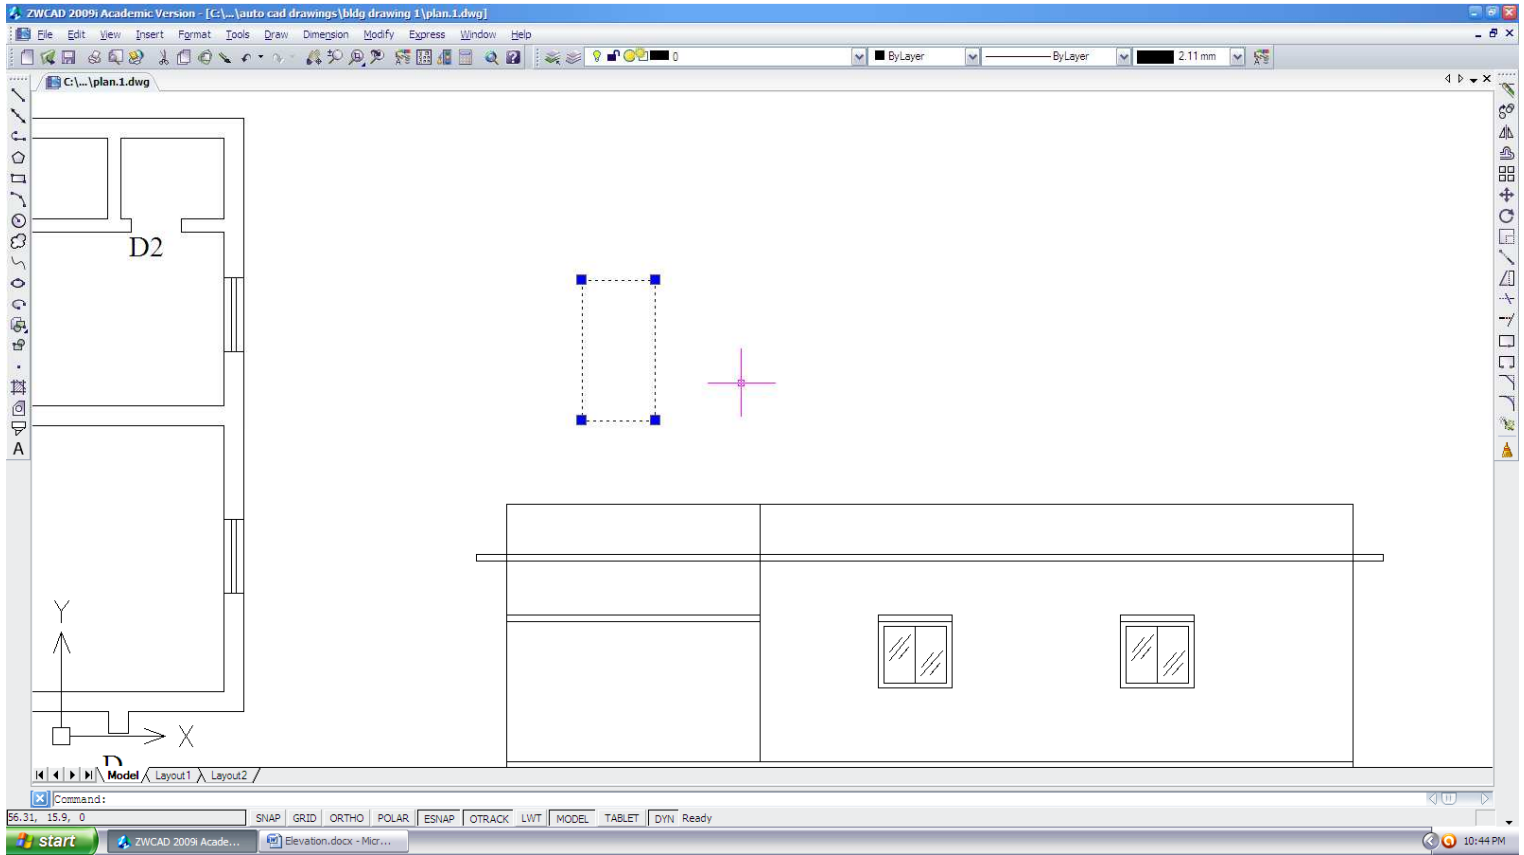 ZWCAD 2009i Academic Version - [C:\...\auto cad drawings\bldg drawing 1\plan.1.dwg]
File Edit View Insert Format Tools Draw Dimension Modify Express Window Help
0 ByLayer ByLayer 2.11 mm
C:\...\plan.1.dwg
D2
Y
X
D
A
Model Layout1 Layout2
Command:
56.31, 15.9, 0 SNAP GRID ORTHO POLAR ESNAP OTRACK LWT MODEL TABLET DYN Ready
start ZWCAD 2009i Acade... Elevation.docx - Micr... 10:44 PM